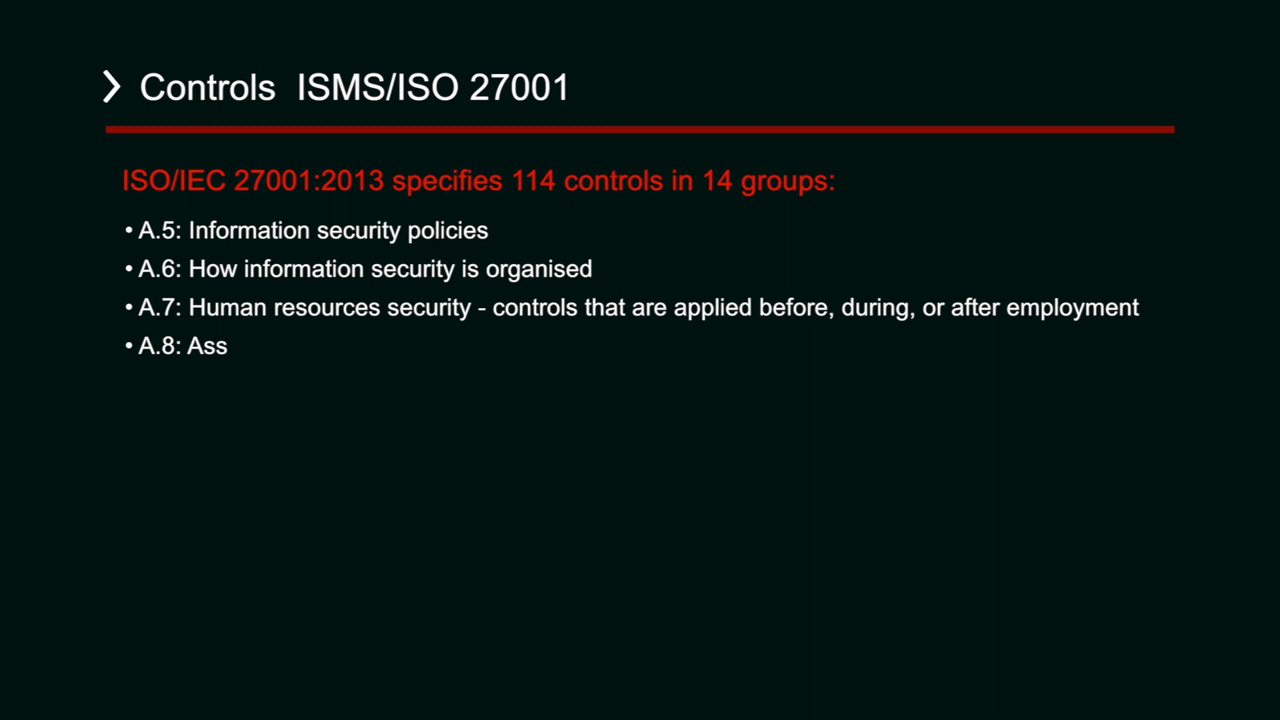 Controls  ISMS/ISO 27001
ISO/IEC 27001:2013 specifies 114 controls in 14 groups:
• A.5: Information security policies
• A.6: How information security is organised
• A.7: Human resources security - controls that are applied before, during, or after employment
• A.8: Ass